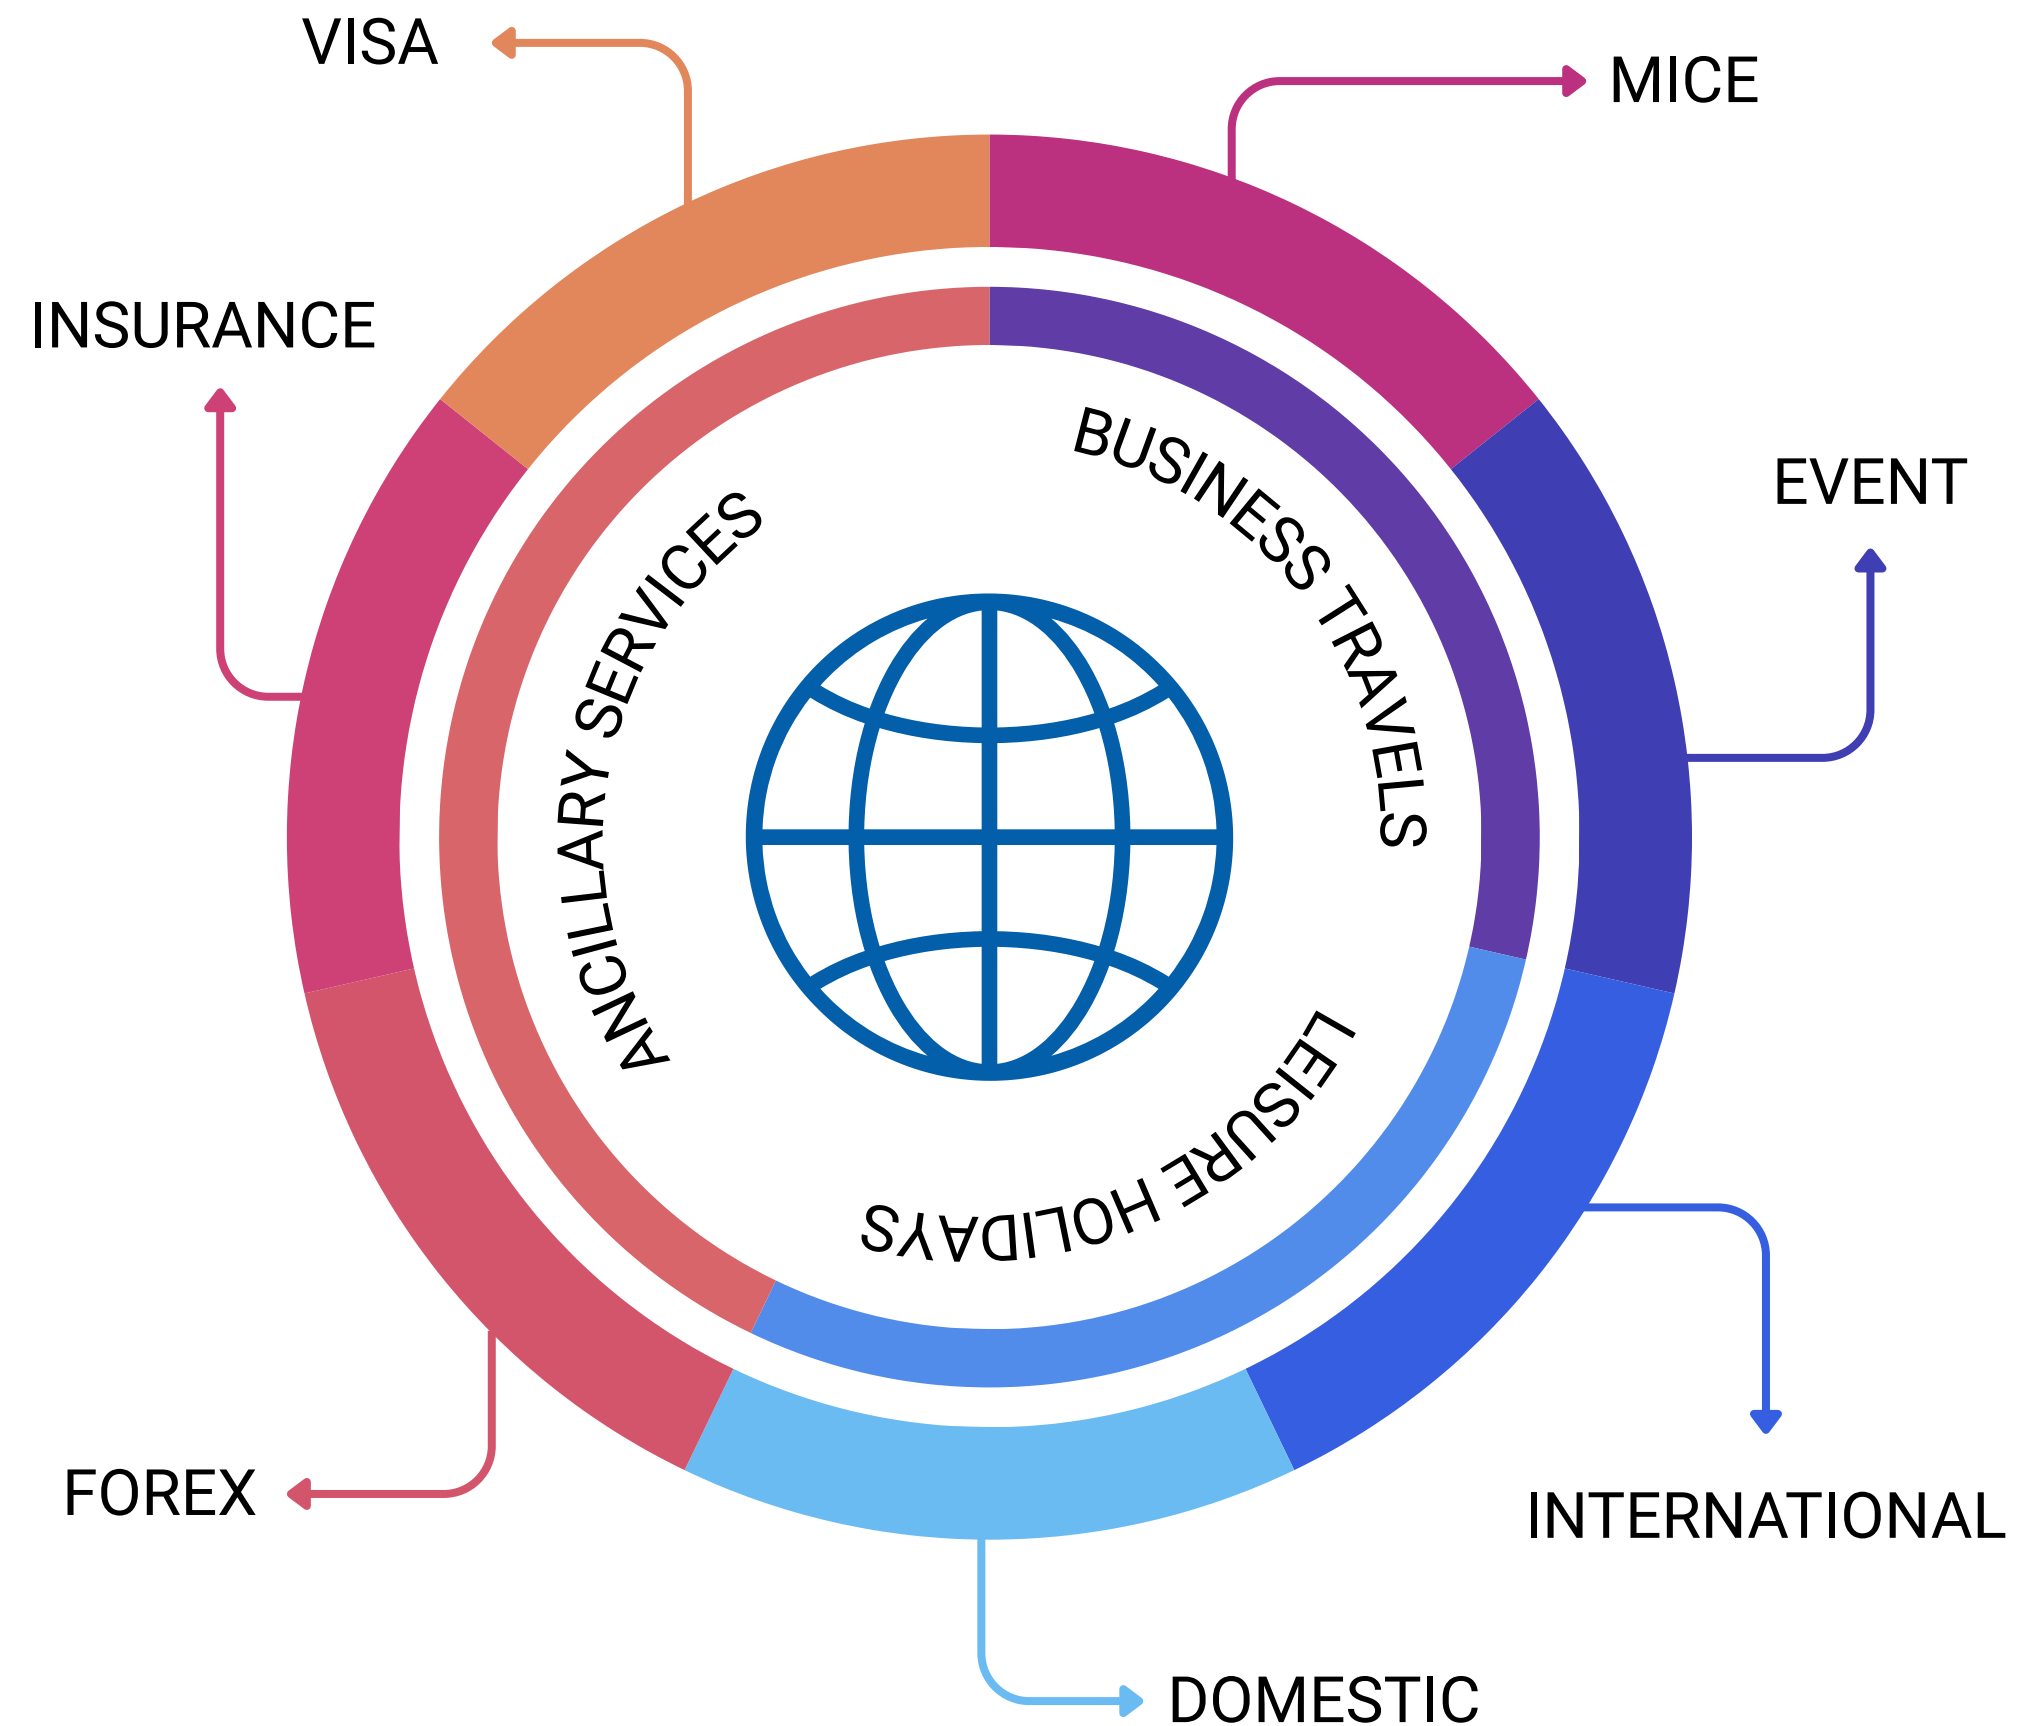 VISA
MICE
INSURANCE
EVENT
BUSINESS TRAVELS
ANCILLARY SERVICES
LEISURE HOLIDAYS
FOREX
INTERNATIONAL
DOMESTIC